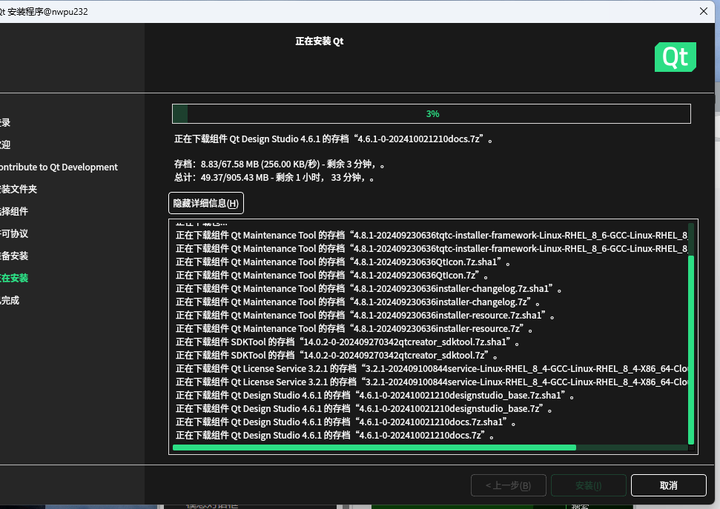 Qt 安装程序@nwpu232
正在安装 Qt
Qt
3%
正在下载组件 Qt Design Studio 4.6.1 的存档“4.6.1-0-202410021210docs.7z”。
存档: 8.83/67.58 MB (256.00 KB/秒) - 剩余 3 分钟，。
总计: 49.37/905.43 MB - 剩余 1 小时， 33 分钟，。
隐藏详细信息(H)
录
迎
ontribute to Qt Development
安装文件夹
选择组件
许可协议
准备安装
正在安装
已完成
正在下载组件 Qt Maintenance Tool 的存档“4.8.1-202409230636tqtc-installer-framework-Linux-RHEL_8_6-GCC-Linux-RHEL_8_
正在下载组件 Qt Maintenance Tool 的存档“4.8.1-202409230636tqtc-installer-framework-Linux-RHEL_8_6-GCC-Linux-RHEL_8_
正在下载组件 Qt Maintenance Tool 的存档“4.8.1-202409230636QtIcon.7z.sha1”。
正在下载组件 Qt Maintenance Tool 的存档“4.8.1-202409230636QtIcon.7z”。
正在下载组件 Qt Maintenance Tool 的存档“4.8.1-202409230636installer-changelog.7z.sha1”。
正在下载组件 Qt Maintenance Tool 的存档“4.8.1-202409230636installer-changelog.7z”。
正在下载组件 Qt Maintenance Tool 的存档“4.8.1-202409230636installer-resource.7z.sha1”。
正在下载组件 Qt Maintenance Tool 的存档“4.8.1-202409230636installer-resource.7z”。
正在下载组件 SDKTool 的存档“14.0.2-0-202409270342qtcreator_sdktool.7z.sha1”。
正在下载组件 SDKTool 的存档“14.0.2-0-202409270342qtcreator_sdktool.7z”。
正在下载组件 Qt License Service 3.2.1 的存档“3.2.1-202409100844service-Linux-RHEL_8_4-GCC-Linux-RHEL_8_4-X86_64-Clo
正在下载组件 Qt License Service 3.2.1 的存档“3.2.1-202409100844service-Linux-RHEL_8_4-GCC-Linux-RHEL_8_4-X86_64-Clo
正在下载组件 Qt Design Studio 4.6.1 的存档“4.6.1-0-202410021210designstudio_base.7z.sha1”。
正在下载组件 Qt Design Studio 4.6.1 的存档“4.6.1-0-202410021210designstudio_base.7z”。
正在下载组件 Qt Design Studio 4.6.1 的存档“4.6.1-0-202410021210docs.7z.sha1”。
正在下载组件 Qt Design Studio 4.6.1 的存档“4.6.1-0-202410021210docs.7z”。
< 上一步(B)
安装(I)
取消